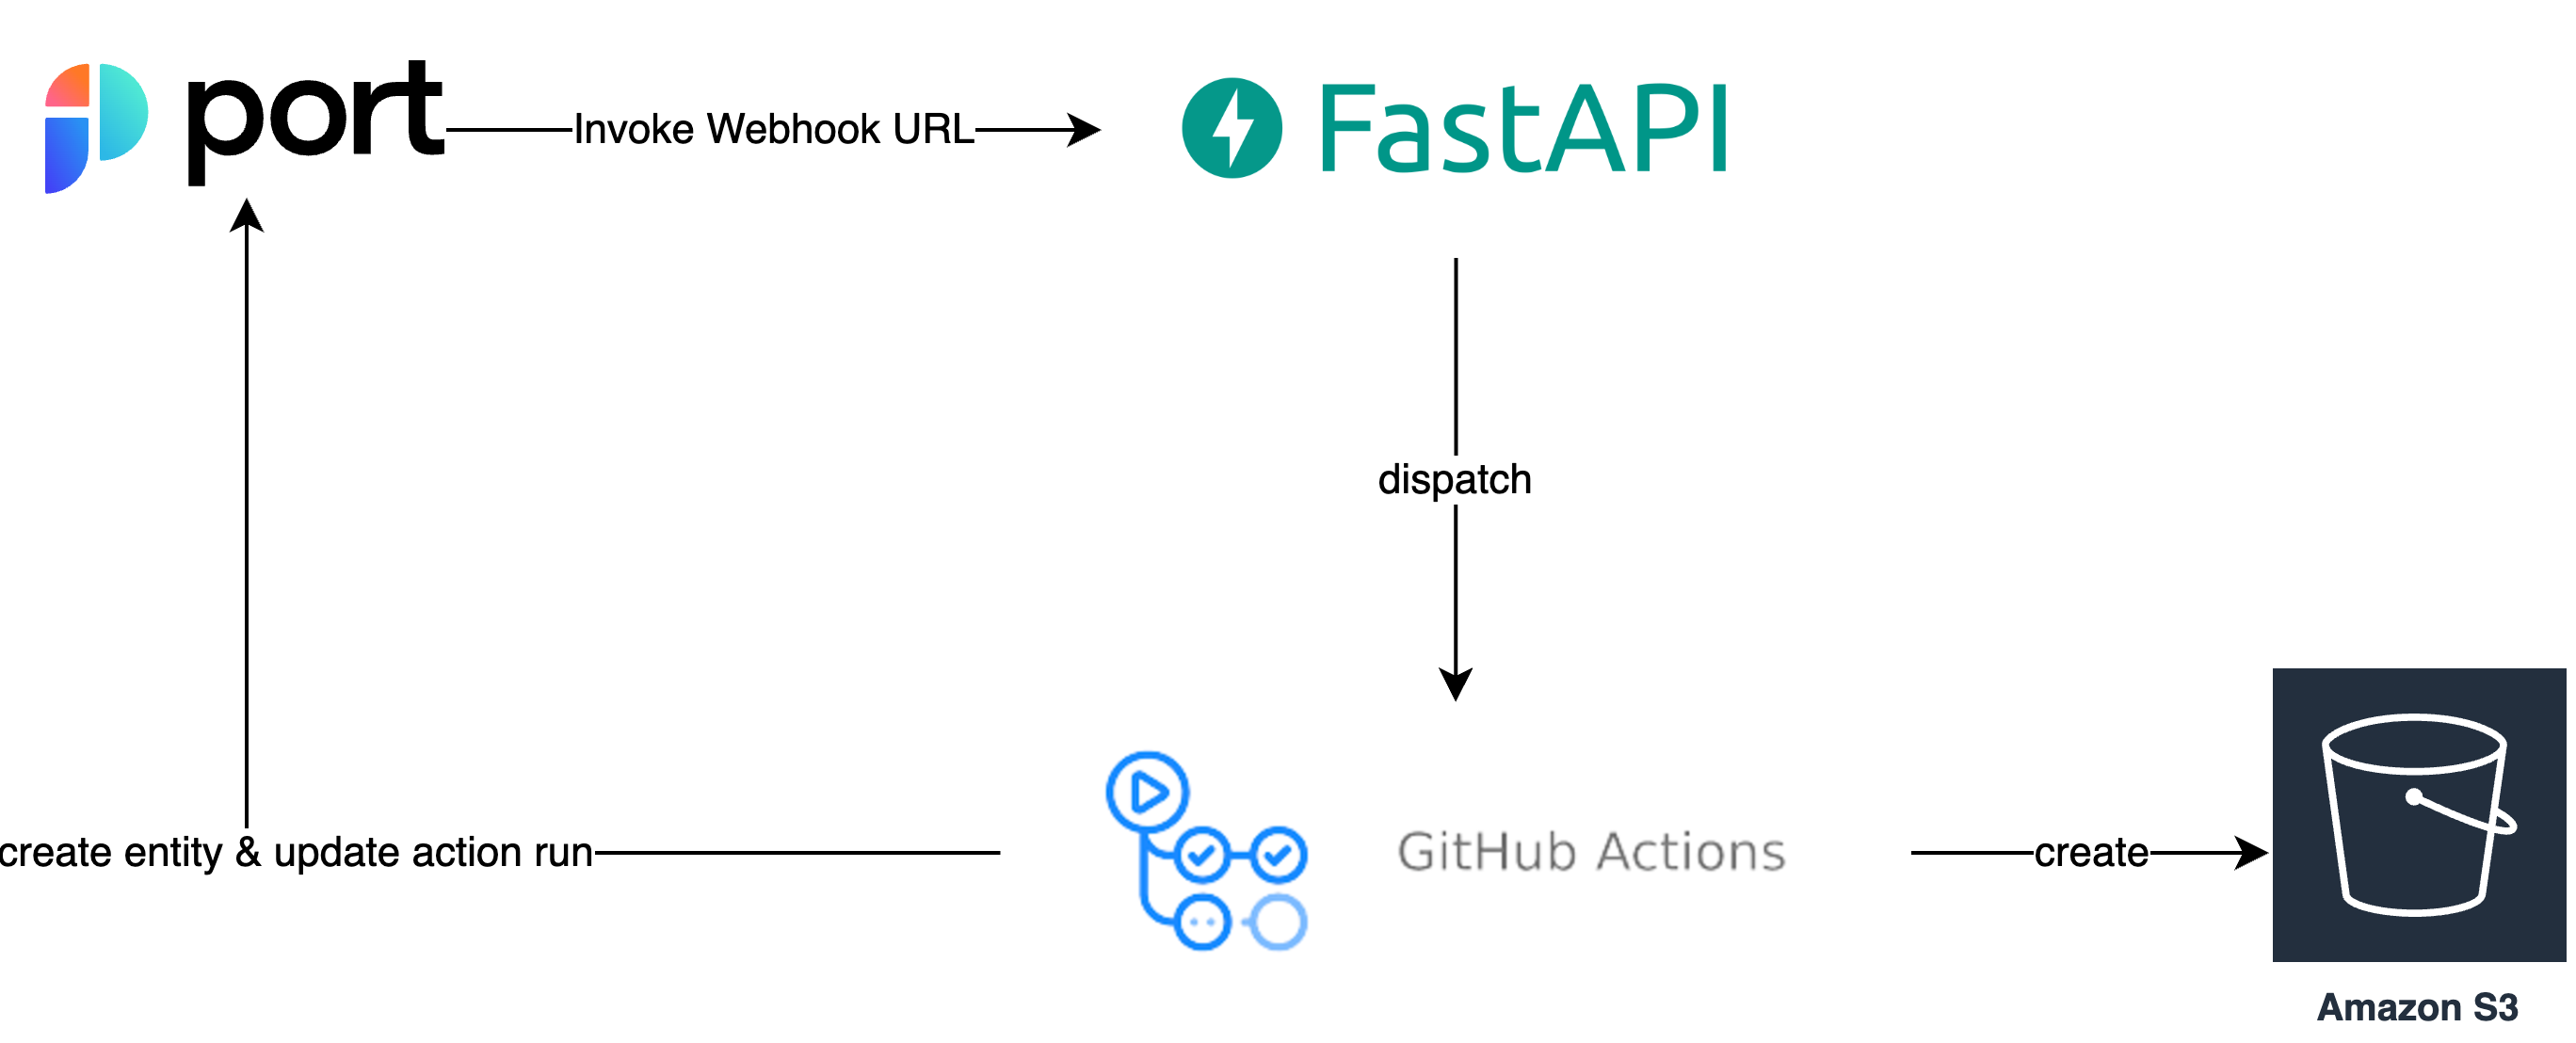 port
Invoke Webhook URL
FastAPI
dispatch
create entity & update action run
GitHub Actions
create
Amazon S3